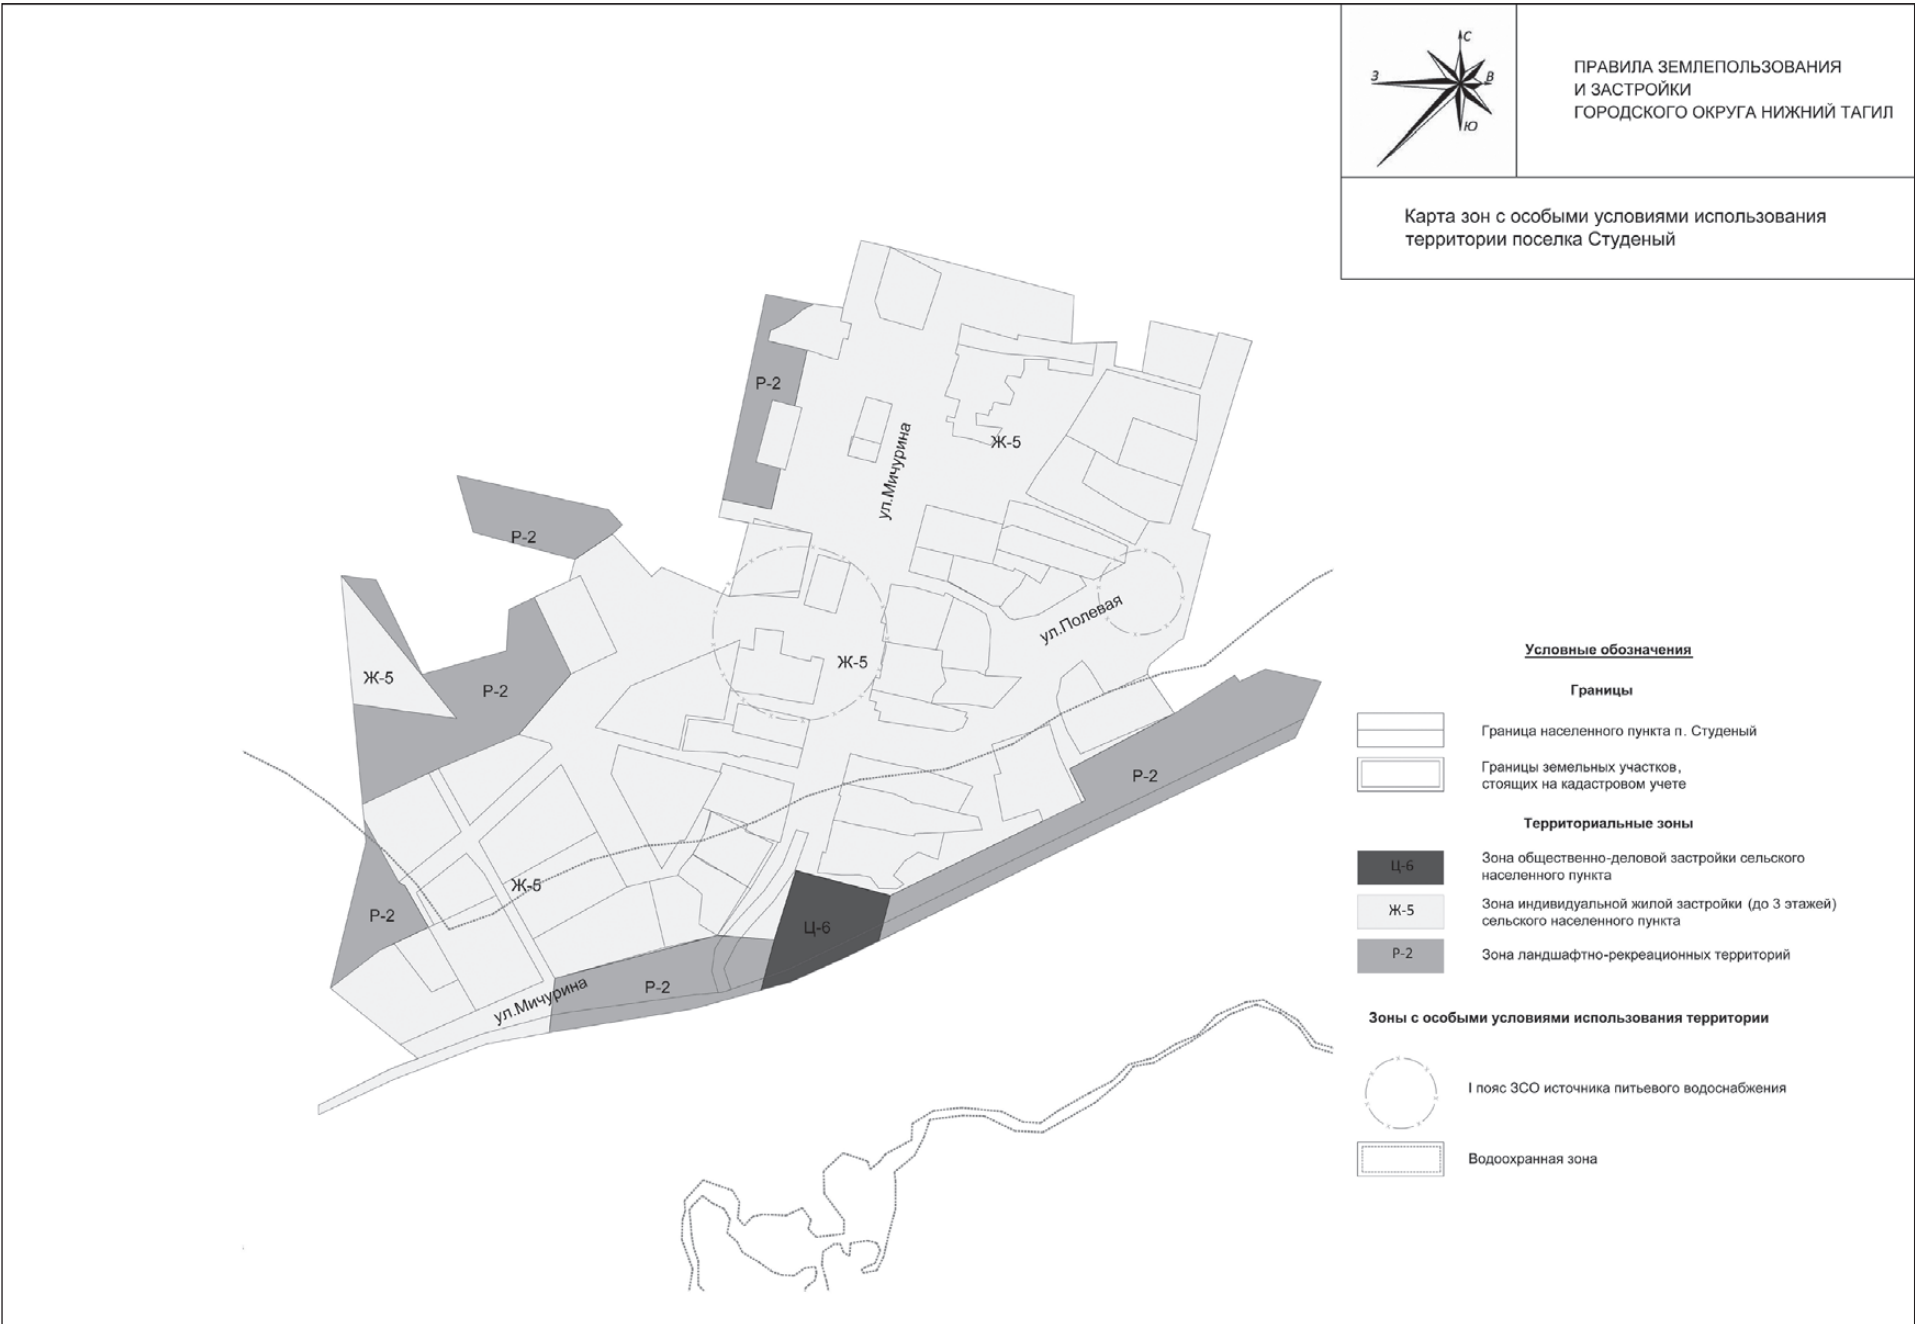 С
З
В
Ю
ПРАВИЛА ЗЕМЛЕПОЛЬЗОВАНИЯ
И ЗАСТРОЙКИ
ГОРОДСКОГО ОКРУГА НИЖНИЙ ТАГИЛ
Карта зон с особыми условиями использования
территории поселка Студеный
Р-2
ул.Мичурина
Ж-5
Р-2
ул.Полевая
Ж-5
Ж-5
Р-2
Р-2
Ж-5
Р-2
Ц-6
Р-2
ул.Мичурина
Условные обозначения
Границы
Граница населенного пункта п. Студеный
Границы земельных участков,
стоящих на кадастровом учете
Территориальные зоны
Ц-6
Зона общественно-деловой застройки сельского
населенного пункта
Ж-5
Зона индивидуальной жилой застройки (до 3 этажей)
сельского населенного пункта
Р-2
Зона ландшафтно-рекреационных территорий
Зоны с особыми условиями использования территории
I пояс ЗСО источника питьевого водоснабжения
Водоохранная зона